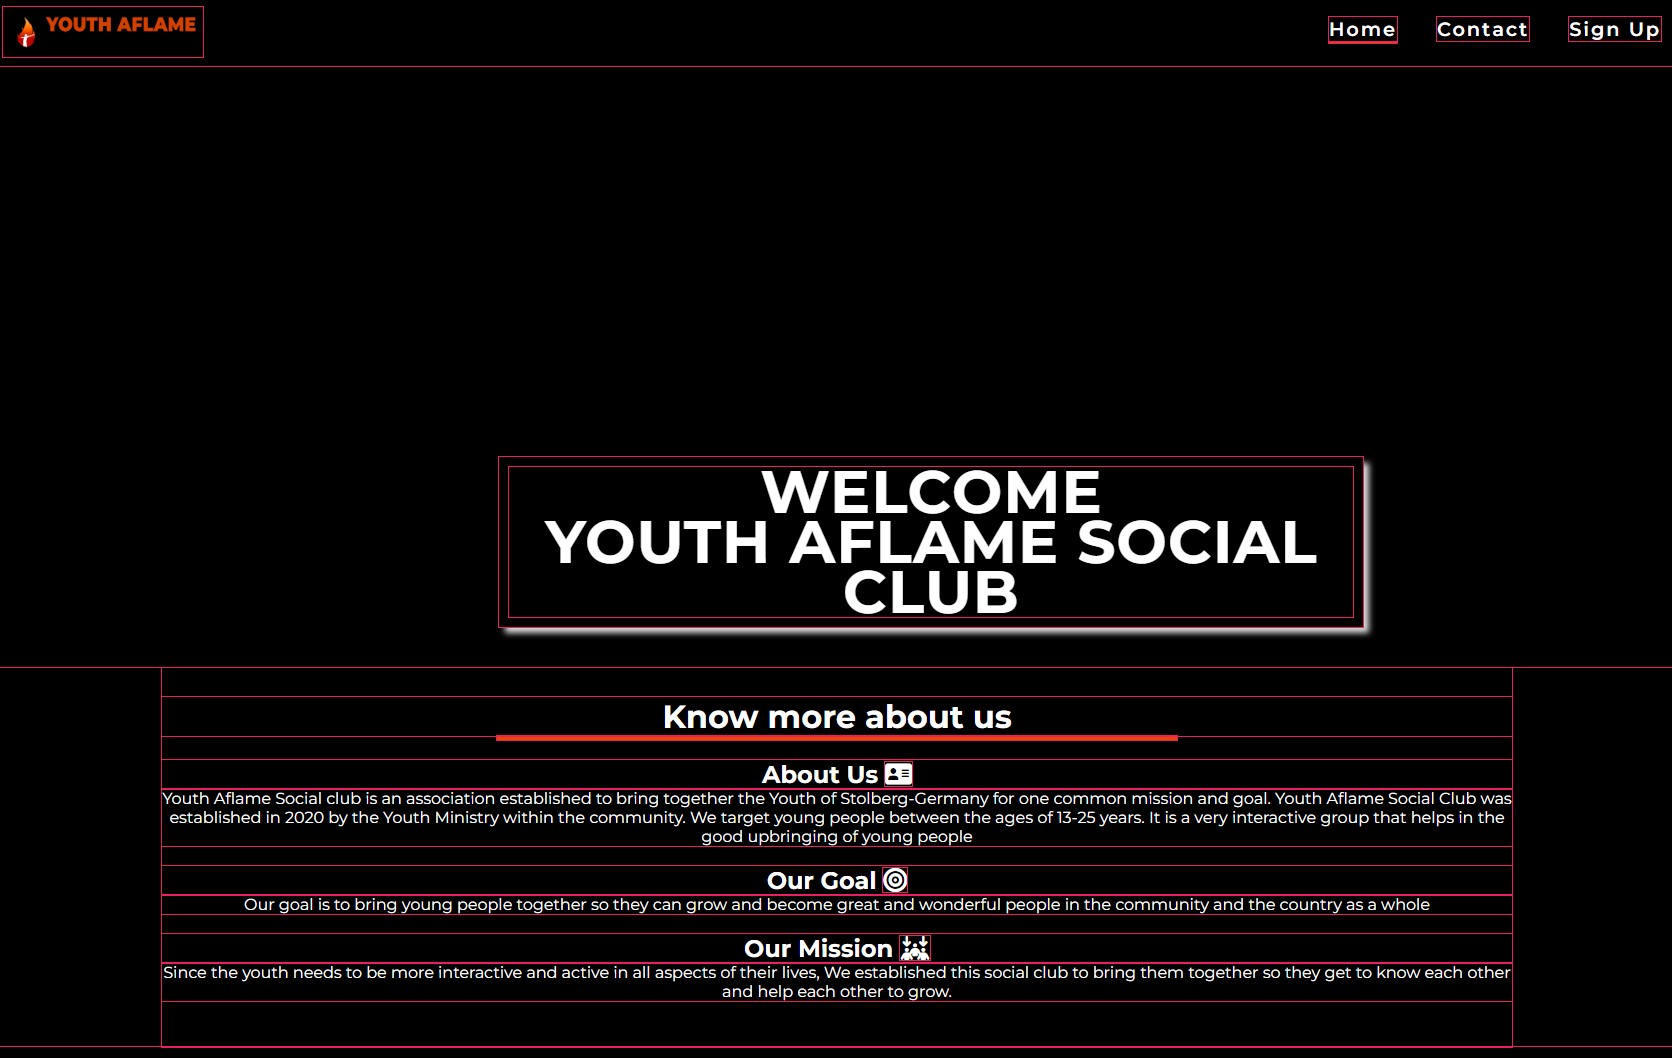 YOUTH AFLAME
Home Contact Sign Up
WELCOME
YOUTH AFLAME SOCIAL
CLUB
Know more about us
About Us
Youth Aflame Social club is an association established to bring together the Youth of Stolberg-Germany for one common mission and goal. Youth Aflame Social Club was
established in 2020 by the Youth Ministry within the community. We target young people between the ages of 13-25 years. It is a very interactive group that helps in the
good upbringing of young people
Our Goal
Our goal is to bring young people together so they can grow and become great and wonderful people in the community and the country as a whole
Our Mission
Since the youth needs to be more interactive and active in all aspects of their lives, We established this social club to bring them together so they get to know each other
and help each other to grow.